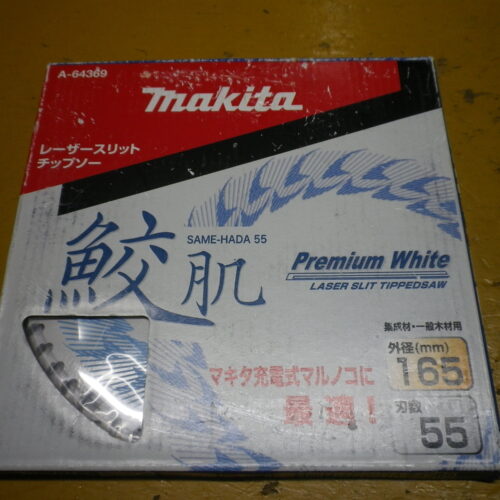 A-64369
makita
レーザースリット
チップソー
SAME-HADA 55
鮫肌
Premium White
LASER SLIT TIPPEDSAW
集成材・一般木材用
外径(mm)
165
マキタ充電式マルノコに
最適!
刃数
55